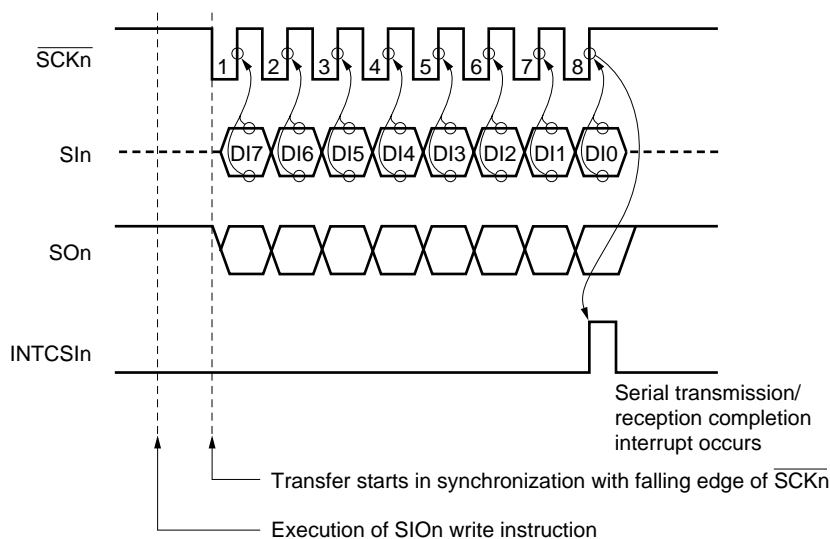 SCKn
1 2 3 4 5 6 7 8
SIn
DI7 DI6 DI5 DI4 DI3 DI2 DI1 DI0
SOn
INTCSIn
Serial transmission/
reception completion
interrupt occurs
Transfer starts in synchronization with falling edge of SCKn
Execution of SIOn write instruction